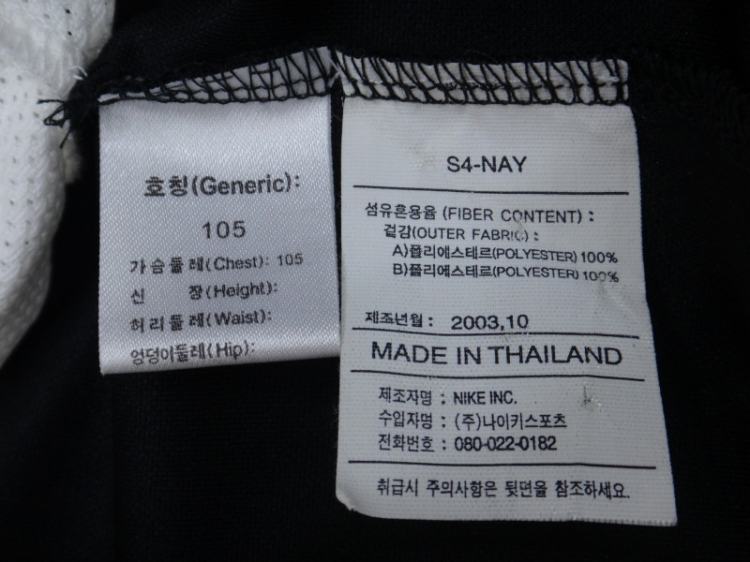 호칭(Generic):
105
가슴둘레(Chest): 105
신 장(Height):
허리둘레(Waist):
엉덩이둘레(Hip):
S4-NAY
섬유혼용율 (FIBER CONTENT) :
겉감(OUTER FABRIC) :
A)폴리에스테르(POLYESTER) 100%
B)폴리에스테르(POLYESTER) 100%
제조년월 : 2003,10
MADE IN THAILAND
제조자명 : NIKE INC.
수입자명 : (주)나이키스포츠
전화번호 : 080-022-0182
취급시 주의사항은 뒷면을 참조하세요.